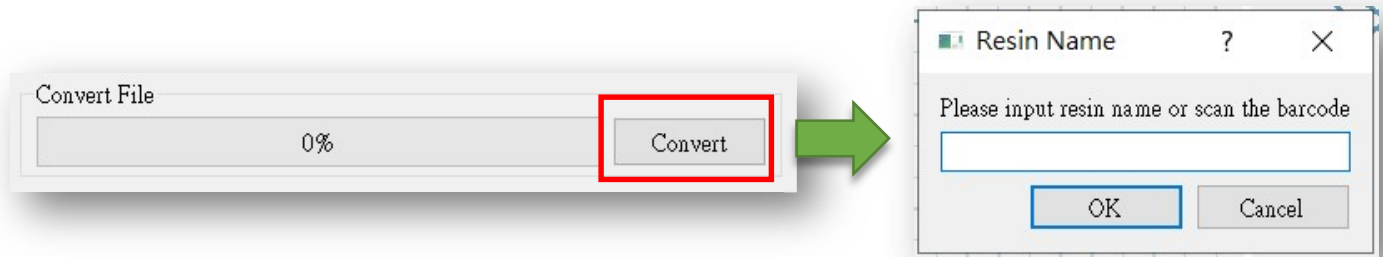 Convert File
0%
Convert
Resin Name
?
Please input resin name or scan the barcode
OK
Cancel